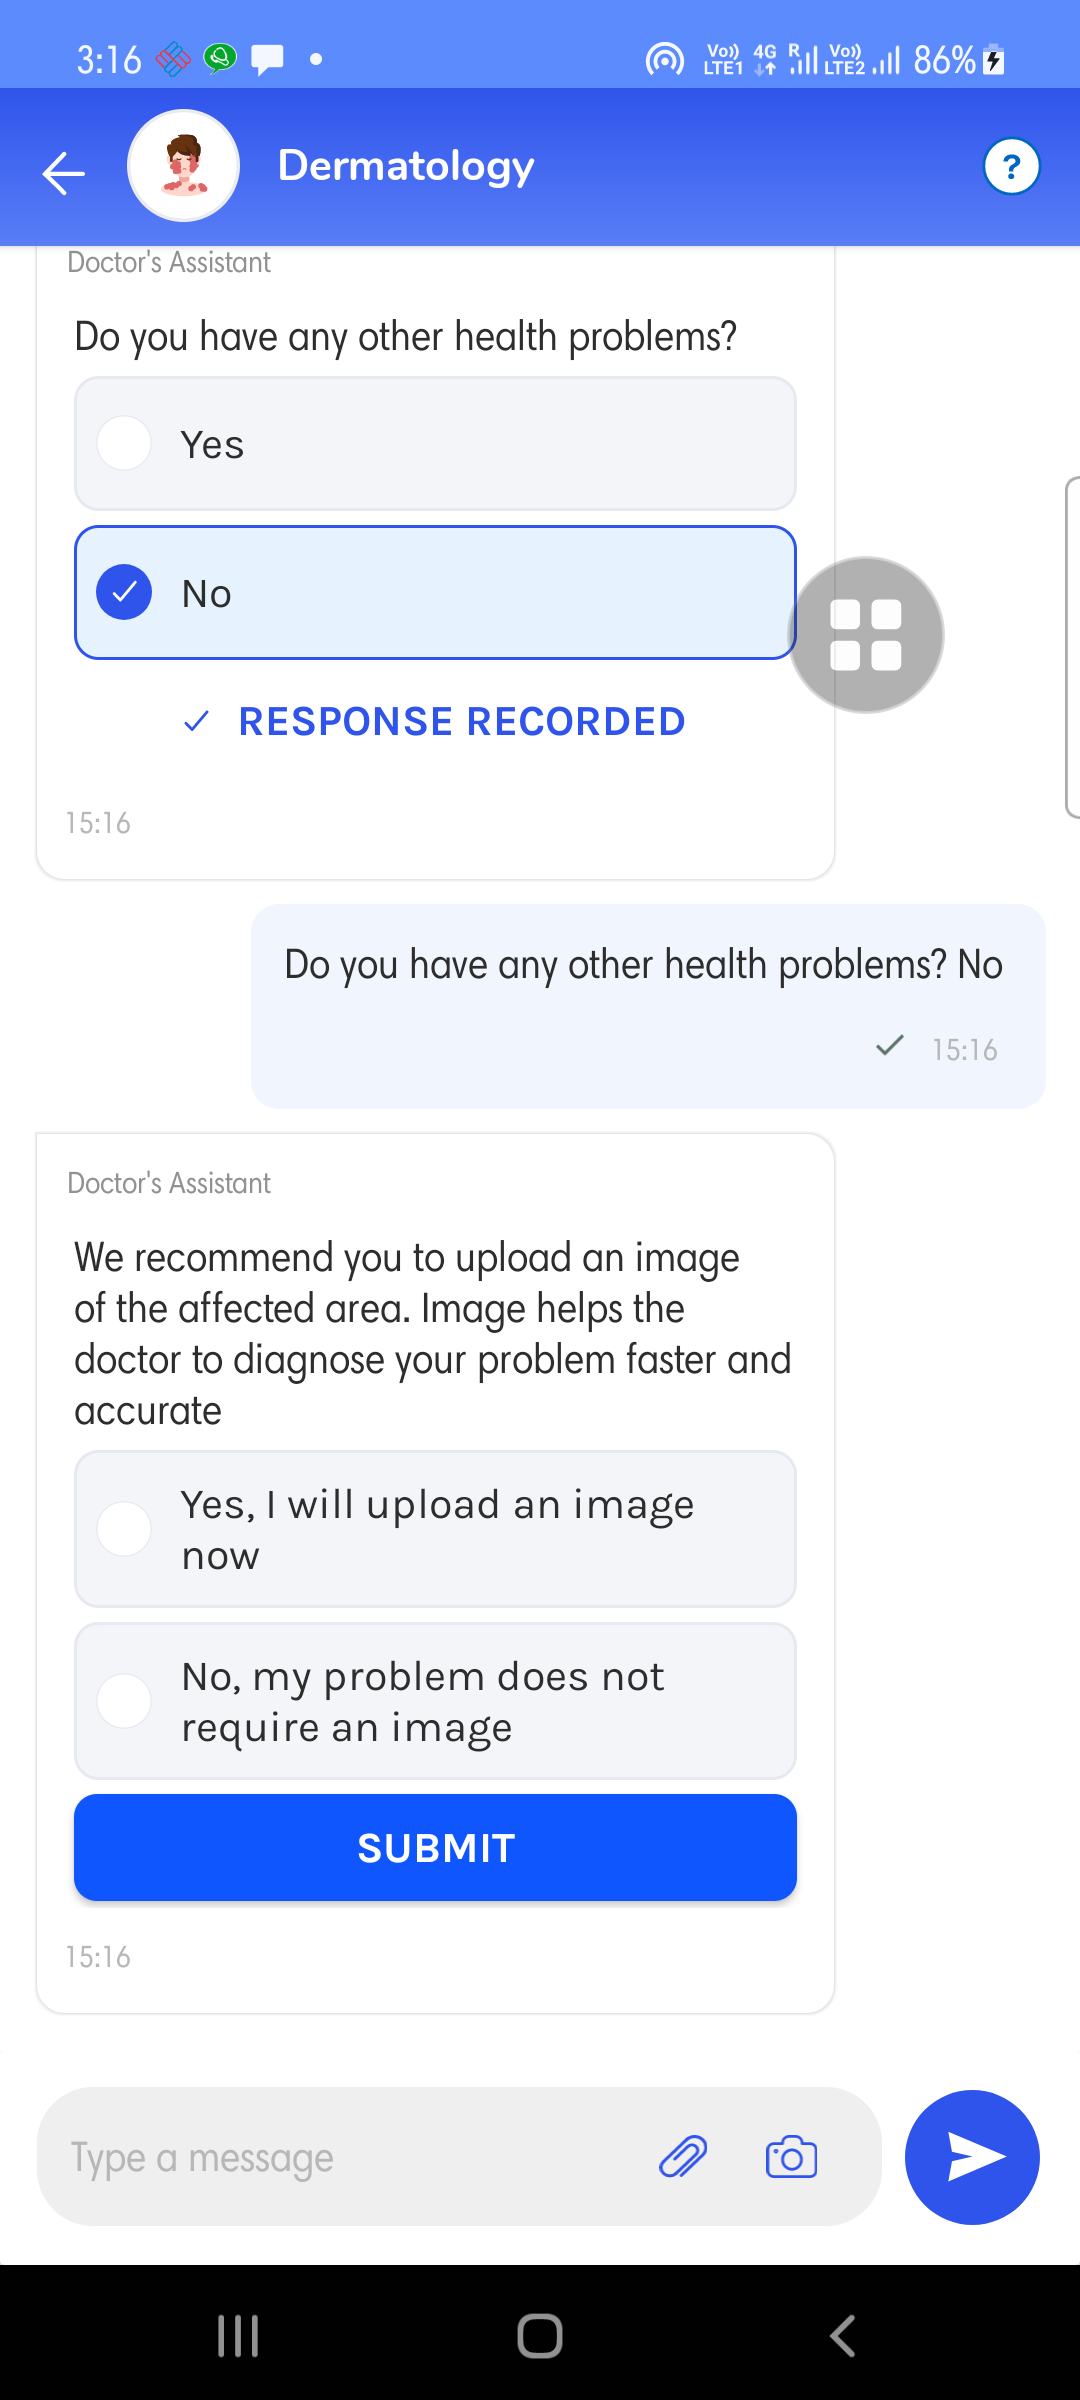 3:16
Vo)) LTE1 4G R Vo)) LTE2 86%
Dermatology
?
Doctor's Assistant
Do you have any other health problems?
Yes
No
RESPONSE RECORDED
15:16
Do you have any other health problems? No
15:16
Doctor's Assistant
We recommend you to upload an image
of the affected area. Image helps the
doctor to diagnose your problem faster and
accurate
Yes, I will upload an image
now
No, my problem does not
require an image
SUBMIT
15:16
Type a message